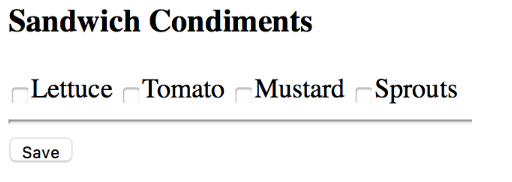 Sandwich Condiments
Lettuce Tomato Mustard Sprouts
Save